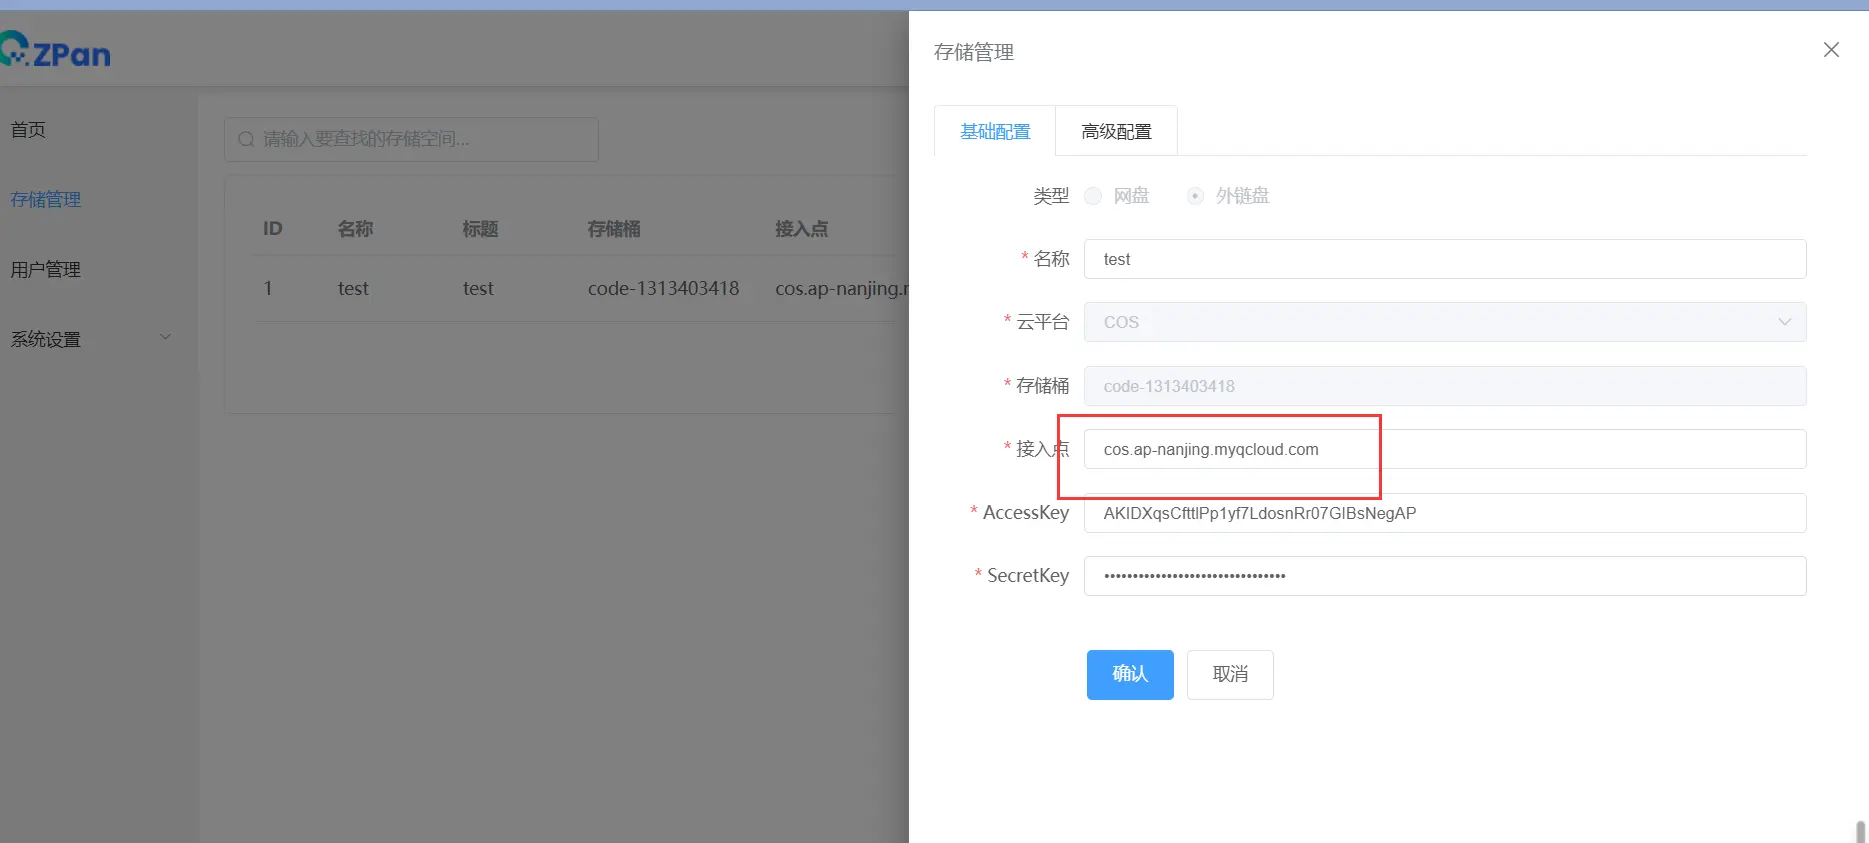 ZPan
首页
存储管理
用户管理
系统设置
请输入要查找的存储空间...
ID 名称 标题 存储桶 接入点
1 test test code-1313403418 cos.ap-nanjing.r
存储管理
基础配置 高级配置
类型 网盘 外链盘
* 名称 test
* 云平台 COS
* 存储桶 code-1313403418
* 接入点 cos.ap-nanjing.myqcloud.com
* AccessKey AKIDXqsCfttlPp1yf7LdosnRr07GIBsNegAP
* SecretKey ••••••••••••••••••••••••••••••••
确认 取消